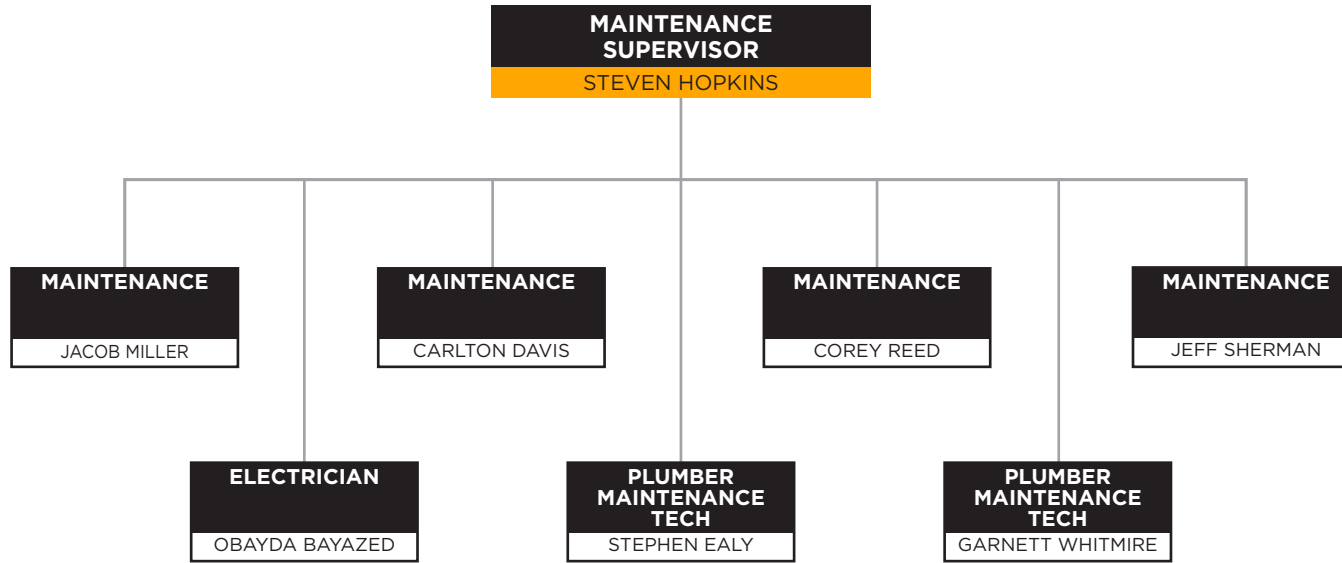 MAINTENANCE
SUPERVISOR
STEVEN HOPKINS
MAINTENANCE
JACOB MILLER
MAINTENANCE
CARLTON DAVIS
MAINTENANCE
COREY REED
MAINTENANCE
JEFF SHERMAN
ELECTRICIAN
OBAYDA BAYAZED
PLUMBER
MAINTENANCE
TECH
STEPHEN EALY
PLUMBER
MAINTENANCE
TECH
GARNETT WHITMIRE